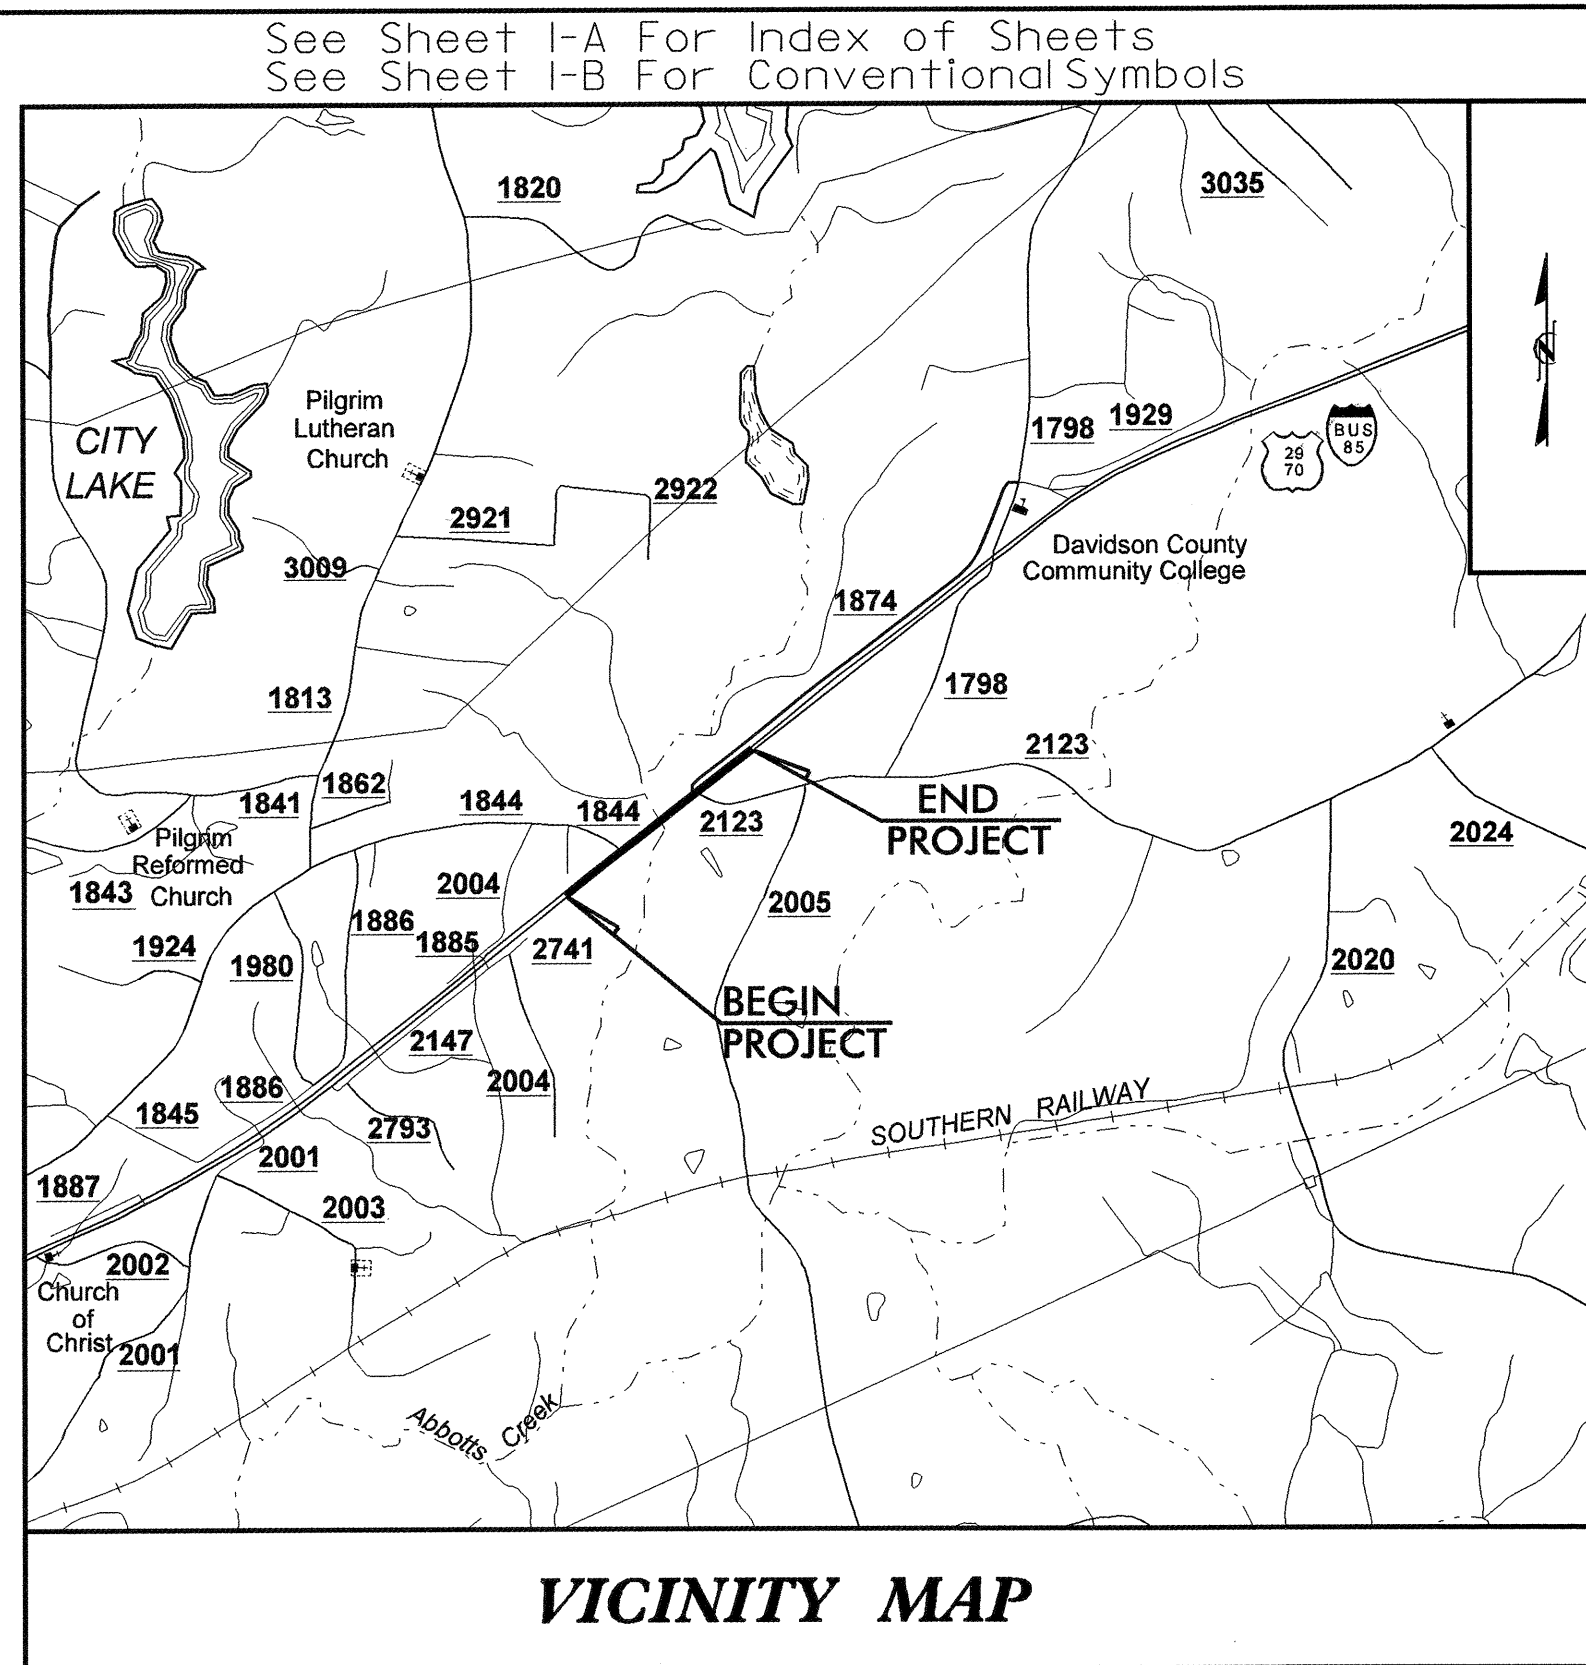 See Sheet 1-A For Index of Sheets
See Sheet 1-B For Conventional Symbols
1820
3035
N
Pilgrim
Lutheran
Church
CITY
LAKE
1798
1929
29
70
BUS
85
2922
2921
3009
Davidson County
Community College
1874
1813
1798
2123
1862
1841
1844
1844
2123
END
PROJECT
2024
Pilgrim
Reformed
Church
1843
2004
2005
1886
1885
1924
1980
2741
2020
BEGIN
PROJECT
2147
2004
1886
1845
2793
SOUTHERN RAILWAY
2001
1887
2003
2002
Church
of
Christ
2001
Abbotts Creek
VICINITY MAP